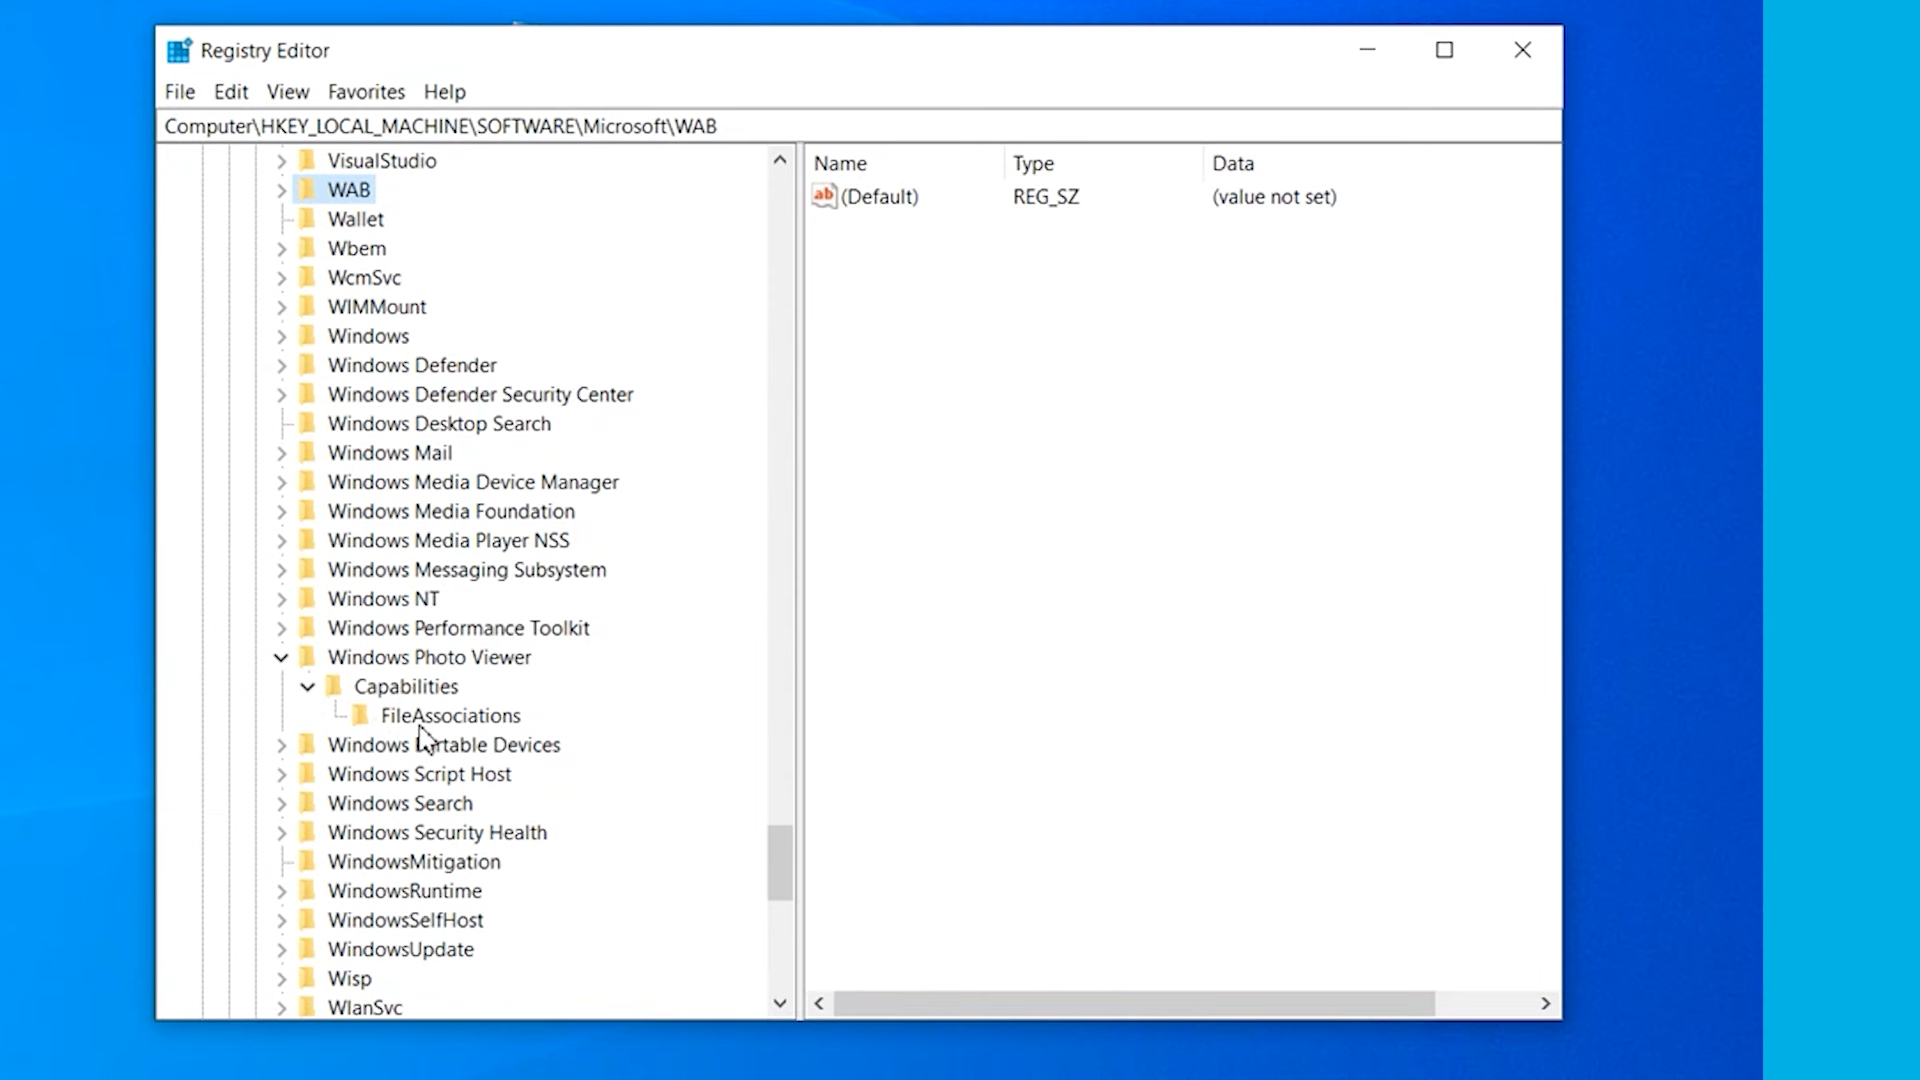 Registry Editor
File Edit View Favorites Help
Computer\HKEY_LOCAL_MACHINE\SOFTWARE\Microsoft\WAB
VisualStudio
WAB
Wallet
Wbem
WcmSvc
WIMMount
Windows
Windows Defender
Windows Defender Security Center
Windows Desktop Search
Windows Mail
Windows Media Device Manager
Windows Media Foundation
Windows Media Player NSS
Windows Messaging Subsystem
Windows NT
Windows Performance Toolkit
Windows Photo Viewer
Capabilities
FileAssociations
Windows Portable Devices
Windows Script Host
Windows Search
Windows Security Health
WindowsMitigation
WindowsRuntime
WindowsSelfHost
WindowsUpdate
Wisp
WlanSvc
Name Type Data
ab (Default) REG_SZ (value not set)